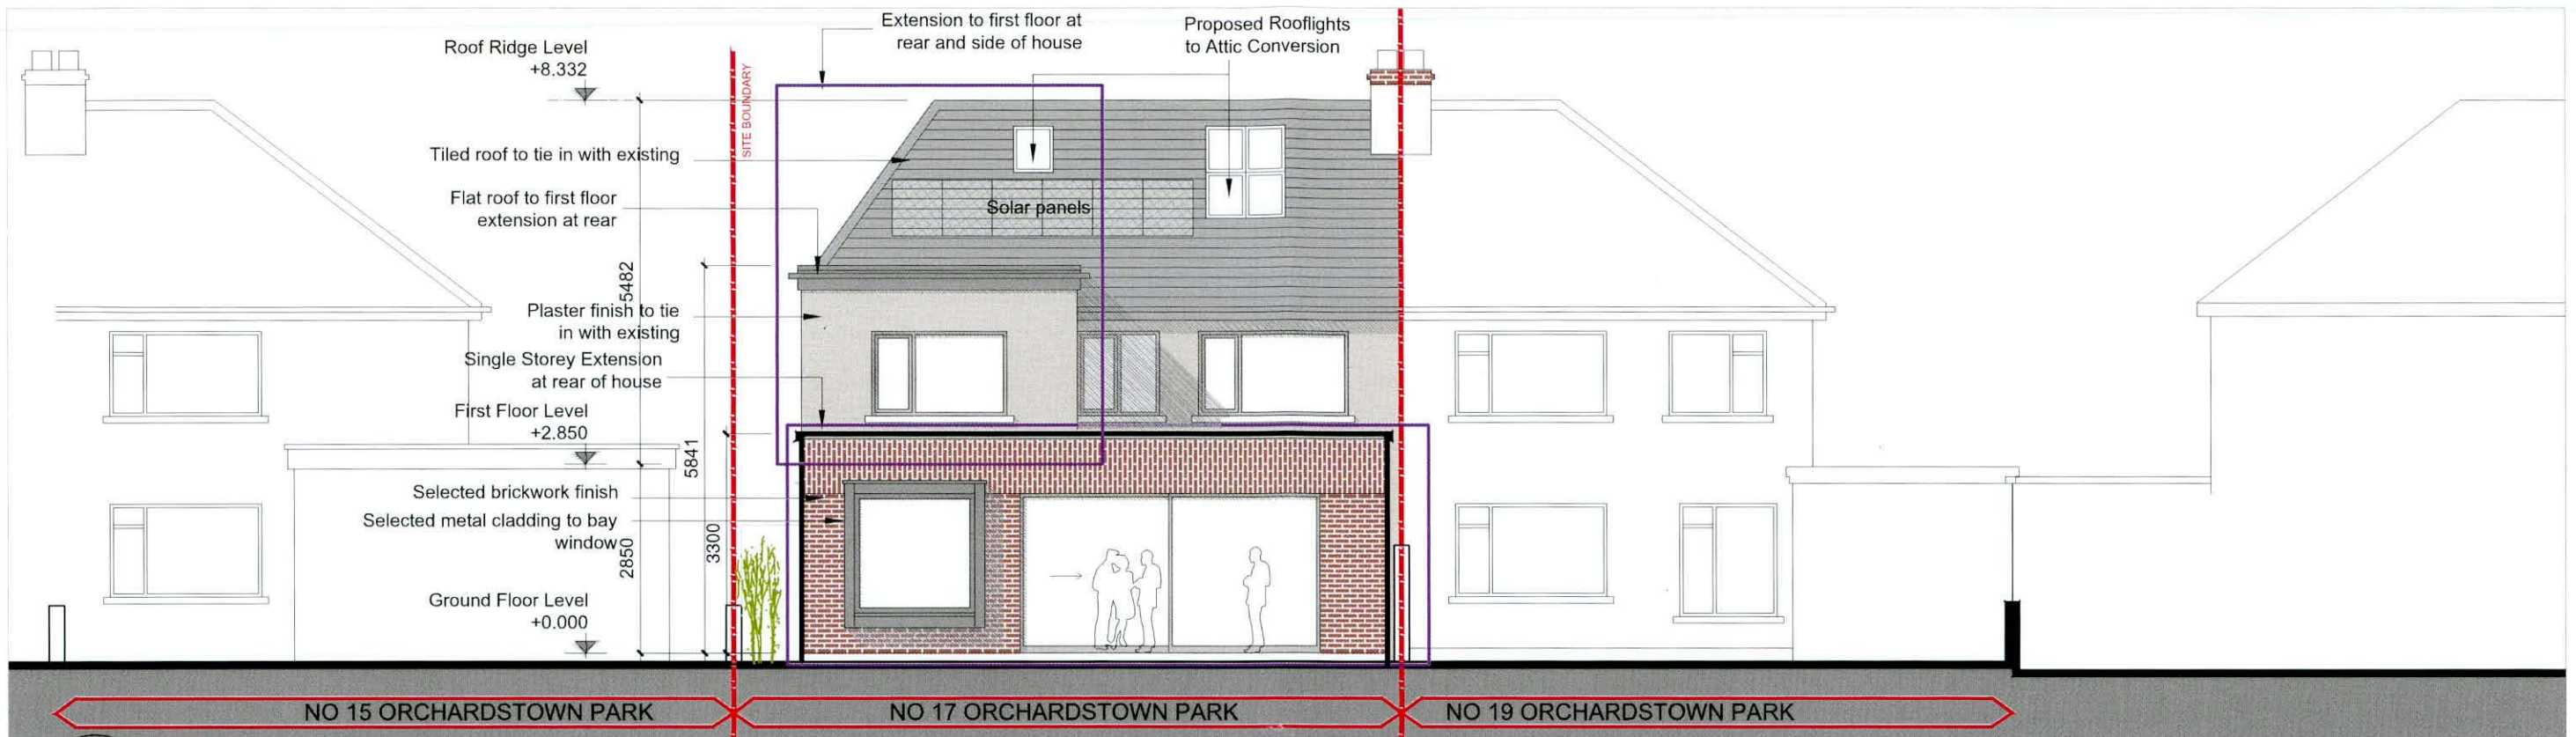 Extension to first floor at
rear and side of house
Proposed Rooflights
to Attic Conversion
Roof Ridge Level
+8.332
SITE BOUNDARY
Tiled roof to tie in with existing
Flat roof to first floor
extension at rear
Solar panels
5482
Plaster finish to tie
in with existing
Single Storey Extension
at rear of house
First Floor Level
+2.850
5841
Selected brickwork finish
Selected metal cladding to bay
window
2850
3300
Ground Floor Level
+0.000
NO 15 ORCHARDSTOWN PARK
NO 17 ORCHARDSTOWN PARK
NO 19 ORCHARDSTOWN PARK